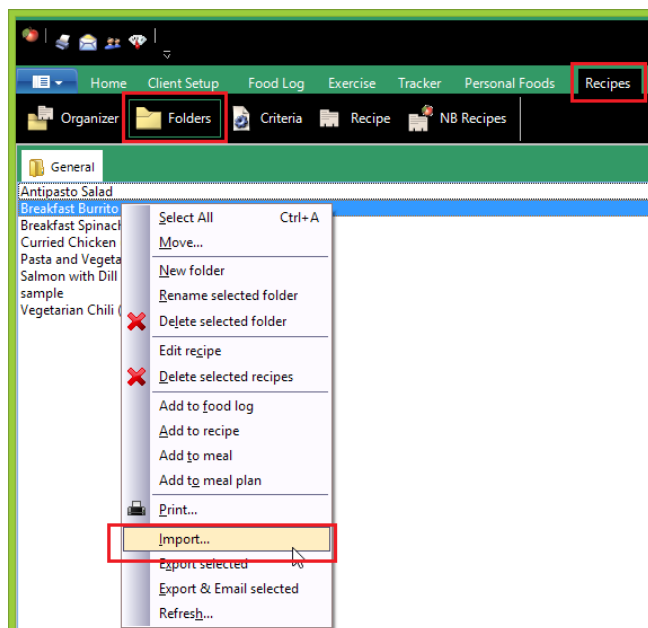 Home Client Setup Food Log Exercise Tracker Personal Foods Recipes
Organizer Folders Criteria Recipe NB Recipes
General
Antipasto Salad
Breakfast Burrito
Breakfast Spinach
Curried Chicken
Pasta and Vegeta
Salmon with Dill
sample
Vegetarian Chili (
Select All Ctrl+A
Move...
New folder
Rename selected folder
Delete selected folder
Edit recipe
Delete selected recipes
Add to food log
Add to recipe
Add to meal
Add to meal plan
Print...
Import...
Export selected
Export & Email selected
Refresh...